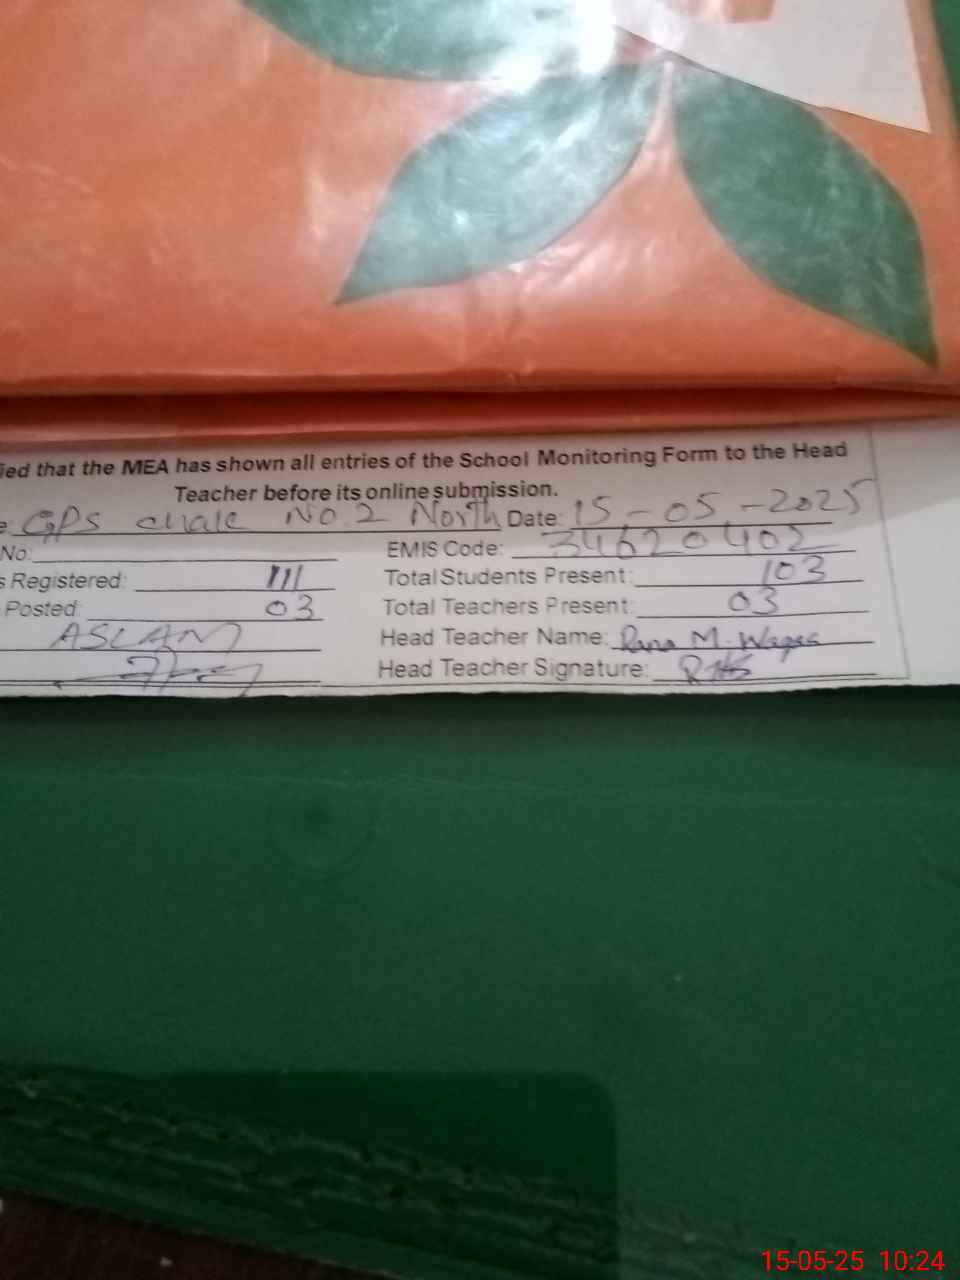 ied that the MEA has shown all entries of the School Monitoring Form to the Head
Teacher before its online submission.
e: GPS chak No. 2 North Date: 15-05-2025
No: EMIS Code: 34620402
s Registered: 111 Total Students Present: 103
Posted: 03 Total Teachers Present: 03
ASLAM Head Teacher Name: Rana M. Waqas
Head Teacher Signature:
15-05-25 10:24